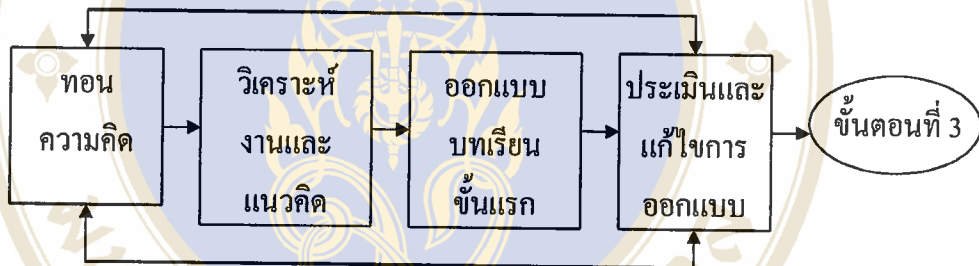 ทอน
ความคิด
วิเคราะห์
งานและ
แนวคิด
ออกแบบ
บทเรียน
ขั้นแรก
ประเมินและ
แก้ไขการ
ออกแบบ
ขั้นตอนที่ 3